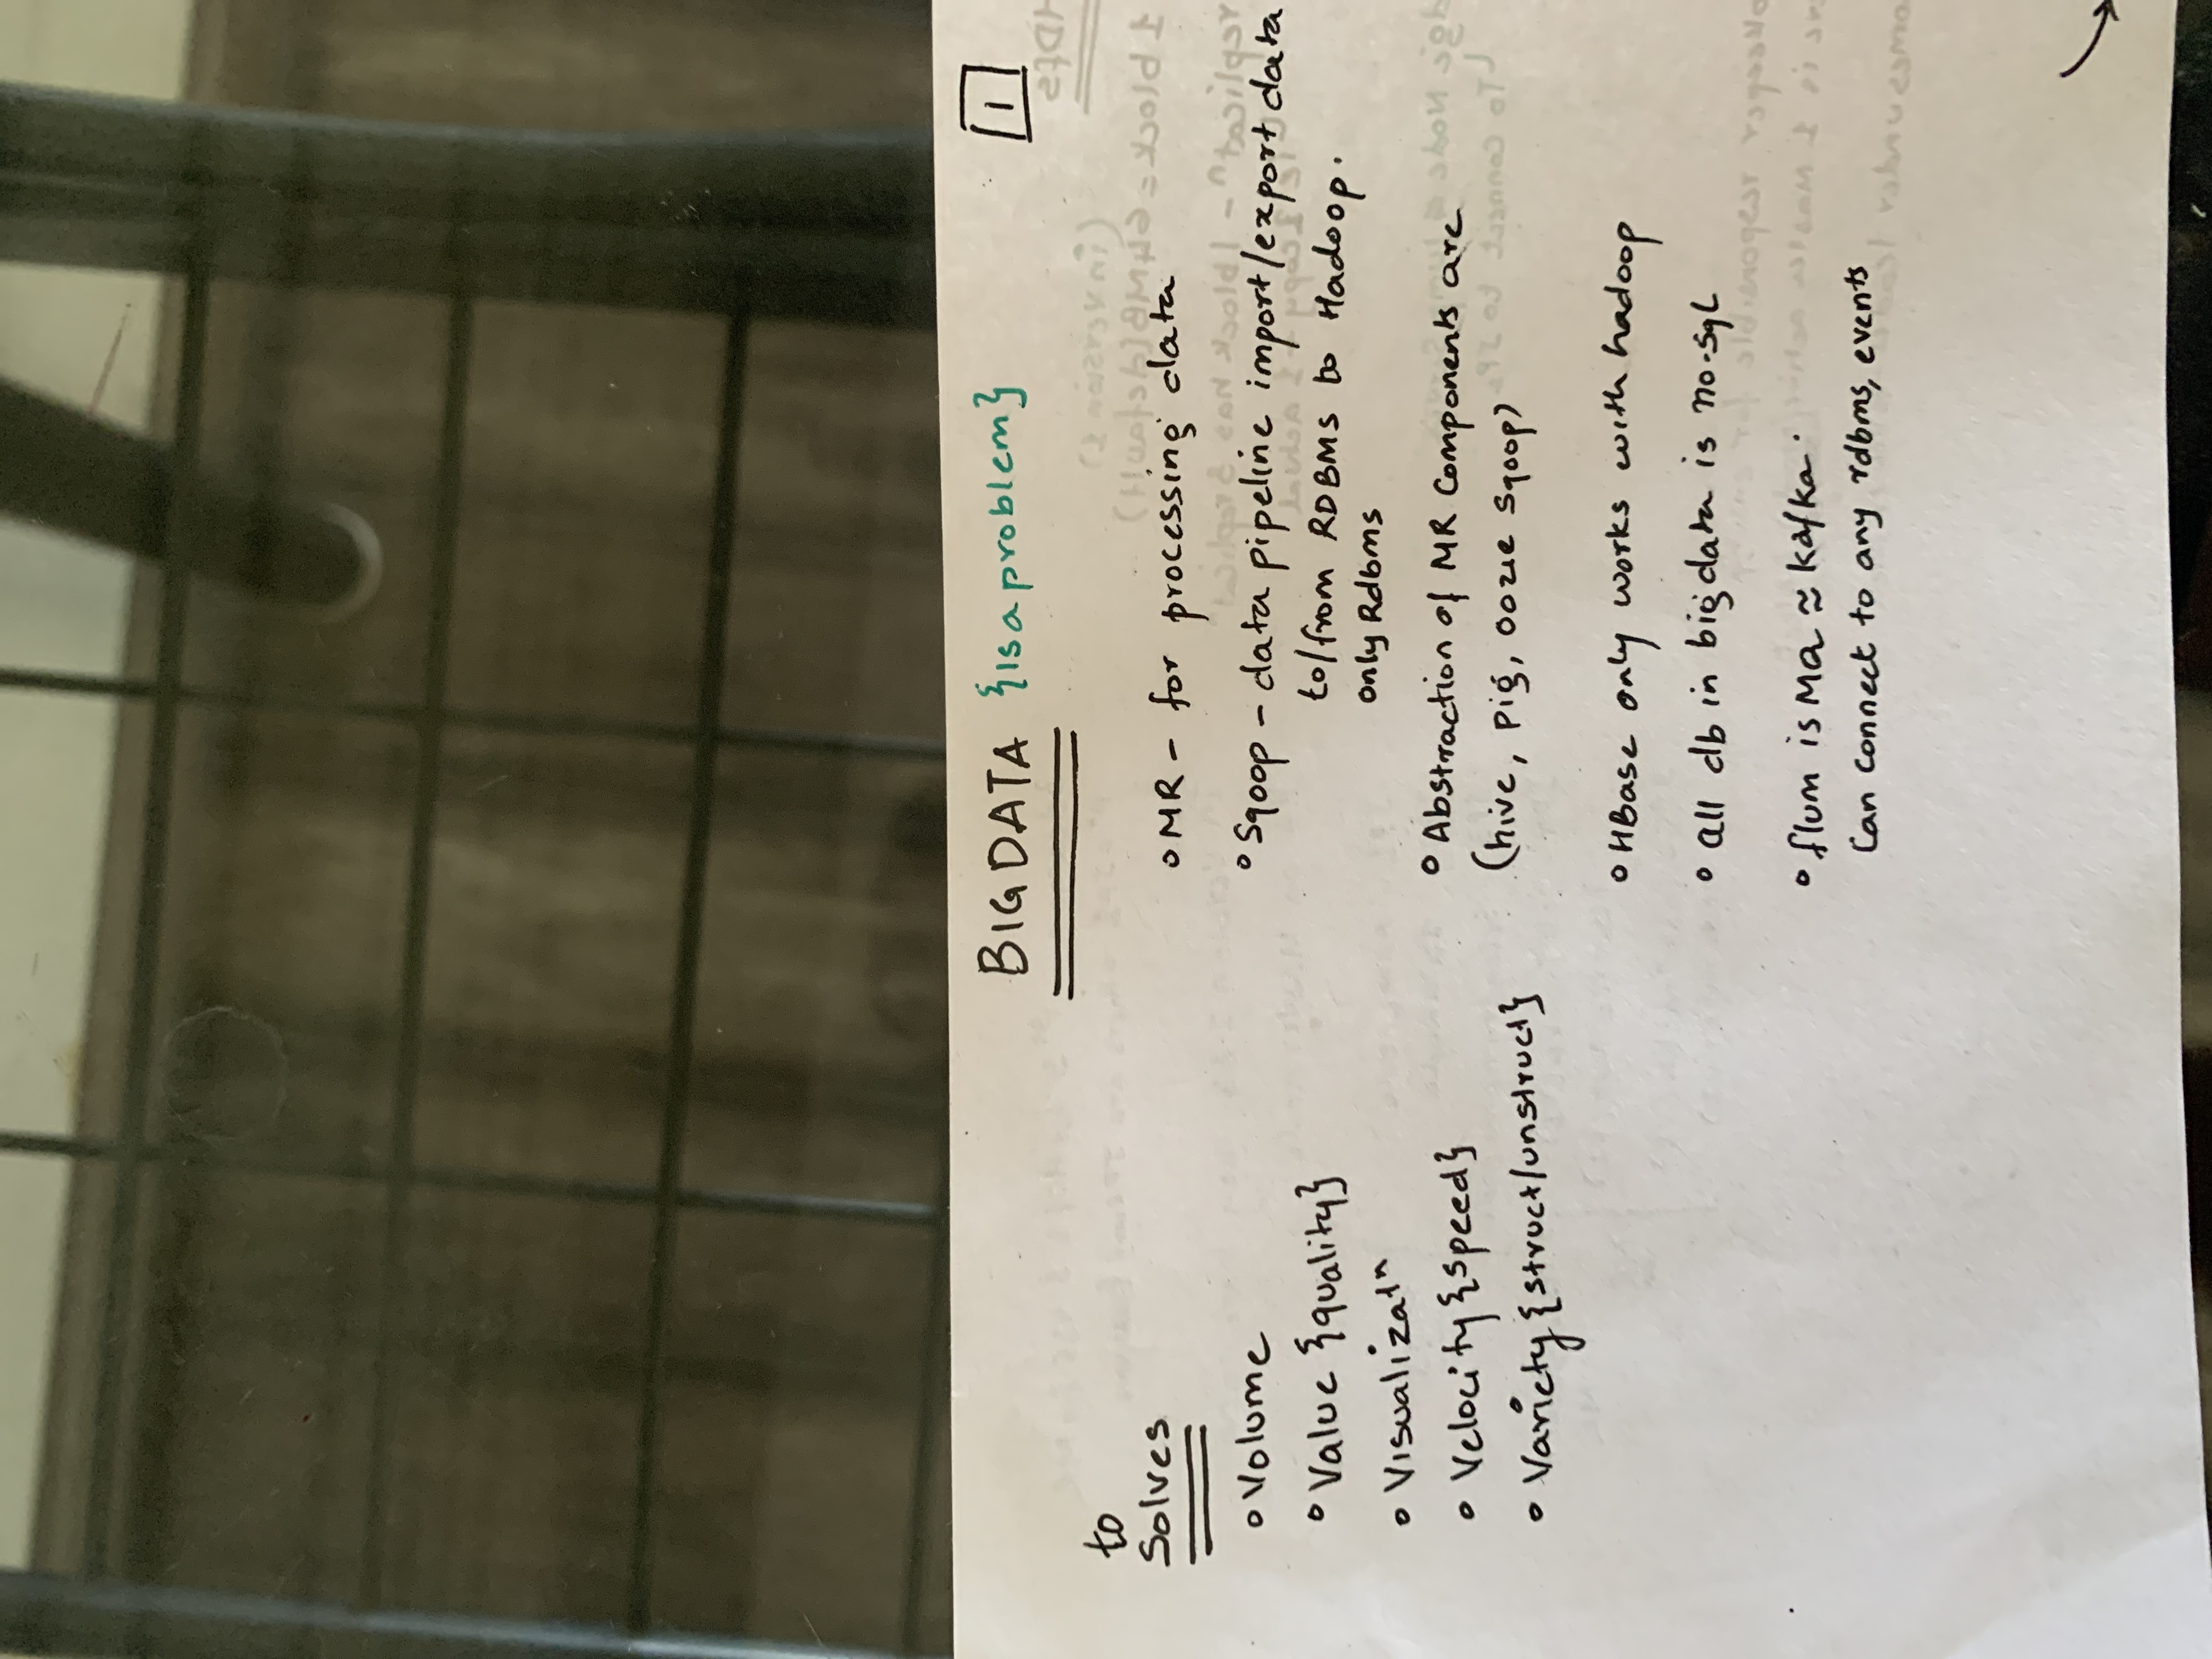 BIG DATA {is a problem}
1
to
Solves
o Volume
o Value {quality}
o Visualizatn
o Velocity {speed}
o Variety {struct/unstruct}
o MR - for processing data
o Sqoop - data pipeline import/export data
to/from RDBMS to Hadoop.
only Rdbms
o Abstraction of MR Components are
(hive, pig, oozie Sqoop)
o HBase only works with hadoop
o all db in big data is no-sql
o flum is MQ ≈ kafka.
Can connect to any rdbms, events